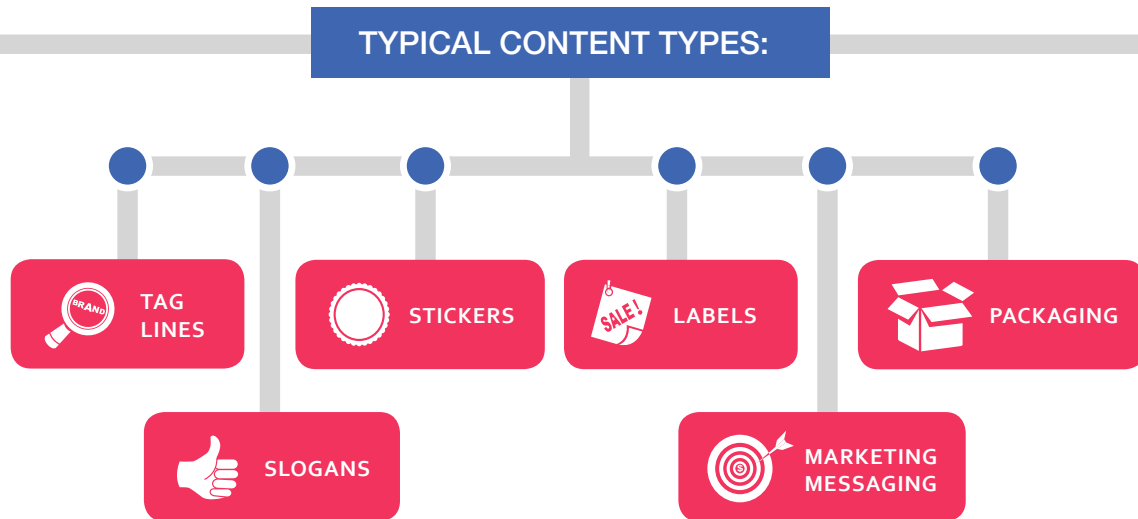 TYPICAL CONTENT TYPES:
BRAND
TAG
LINES
STICKERS
SALE!
LABELS
PACKAGING
SLOGANS
$
MARKETING
MESSAGING